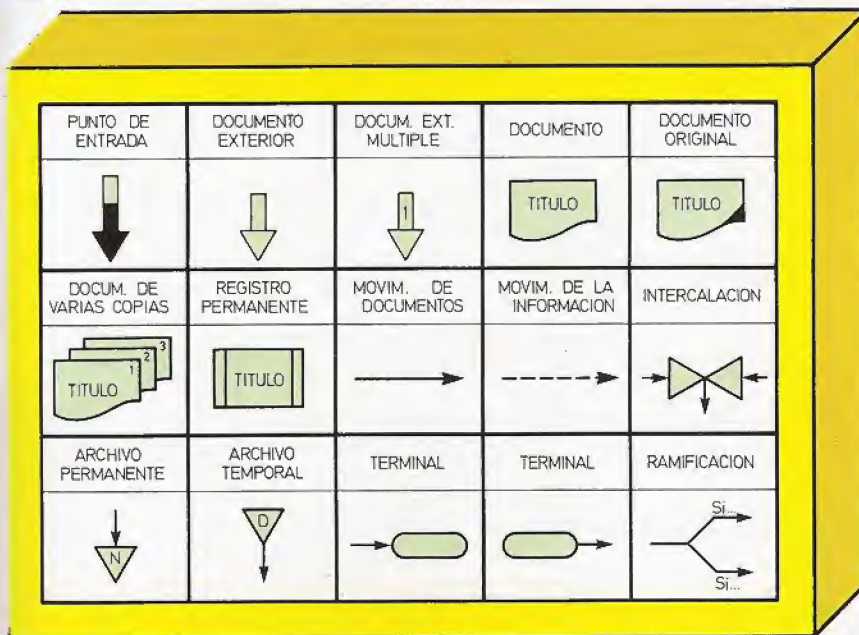 PUNTO DE
ENTRADA
DOCUMENTO
EXTERIOR
DOCUM. EXT.
MULTIPLE
DOCUMENTO
DOCUMENTO
ORIGINAL
1
TITULO
TITULO
DOCUM. DE
VARIAS COPIAS
REGISTRO
PERMANENTE
MOVIM. DE
DOCUMENTOS
MOVIM. DE LA
INFORMACION
INTERCALACION
3
2
1
TITULO
TITULO
ARCHIVO
PERMANENTE
ARCHIVO
TEMPORAL
TERMINAL
TERMINAL
RAMIFICACION
N
D
Si...
Si...